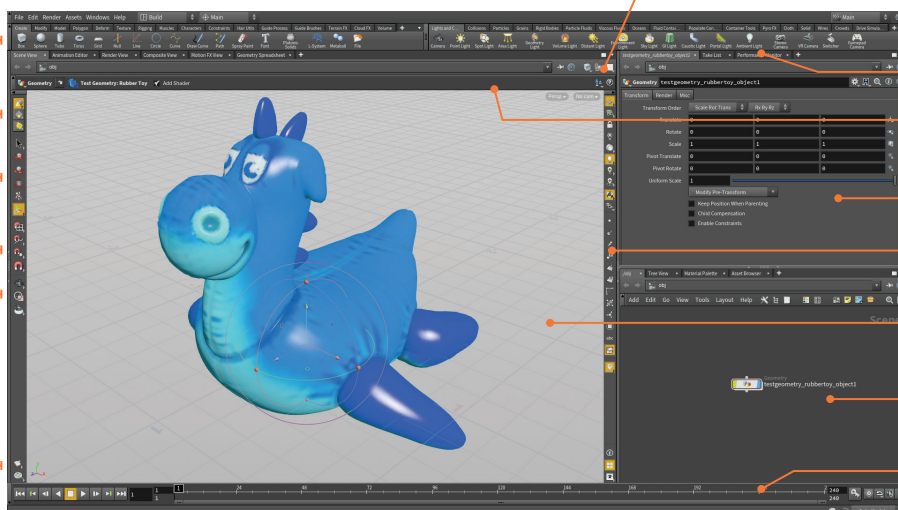 File Edit Render Assets Windows Help Build Main Main
Create Modify Model Polygon Deform Texture Rigging Muscles Characters Constraints Hair Utils Guide Process Guide Brushes Terrain FX Cloud FX Volume + Lights and C... Collisions Particles Grains Rigid Bodies Particle Fluids Viscous Fluids Oceans Fluid Contai... Populate Con... Container Tools Pyro FX Cloth Solid Wires Crowds Drive Simula...
Box Sphere Tube Torus Grid Null Line Circle Curve Draw Curve Path Spray Paint Font Platonic Solids L-System Metaball File Camera Point Light Spot Light Area Light Geometry Light Volume Light Distant Light Environment Light Sky Light GI Light Caustic Light Portal Light Ambient Light Camera VR Camera Switcher Gamepad Camera
Scene View × Animation Editor × Render View × Composite View × Motion FX View × Geometry Spreadsheet × +
testgeometry_rubbertoy_object1 × Take List × Performance Monitor × +
obj
obj
Geometry Test Geometry: Rubber Toy Add Shader
Geometry testgeometry_rubbertoy_object1
Persp No cam
Transform Render Misc
Transform Order Scale Rot Trans Rx Ry Rz
Translate 0 0 0
Rotate 0 0 0
Scale 1 1 1
Pivot Translate 0 0 0
Pivot Rotate 0 0 0
Uniform Scale 1
Modify Pre-Transform
Keep Position When Parenting
Child Compensation
Enable Constraints
/obj × Tree View × Material Palette × Asset Browser × +
obj
Add Edit Go View Tools Layout Help
Scene
Geometry
testgeometry_rubbertoy_object1
1 1 1 1 24 48 72 96 120 144 168 192 240
240